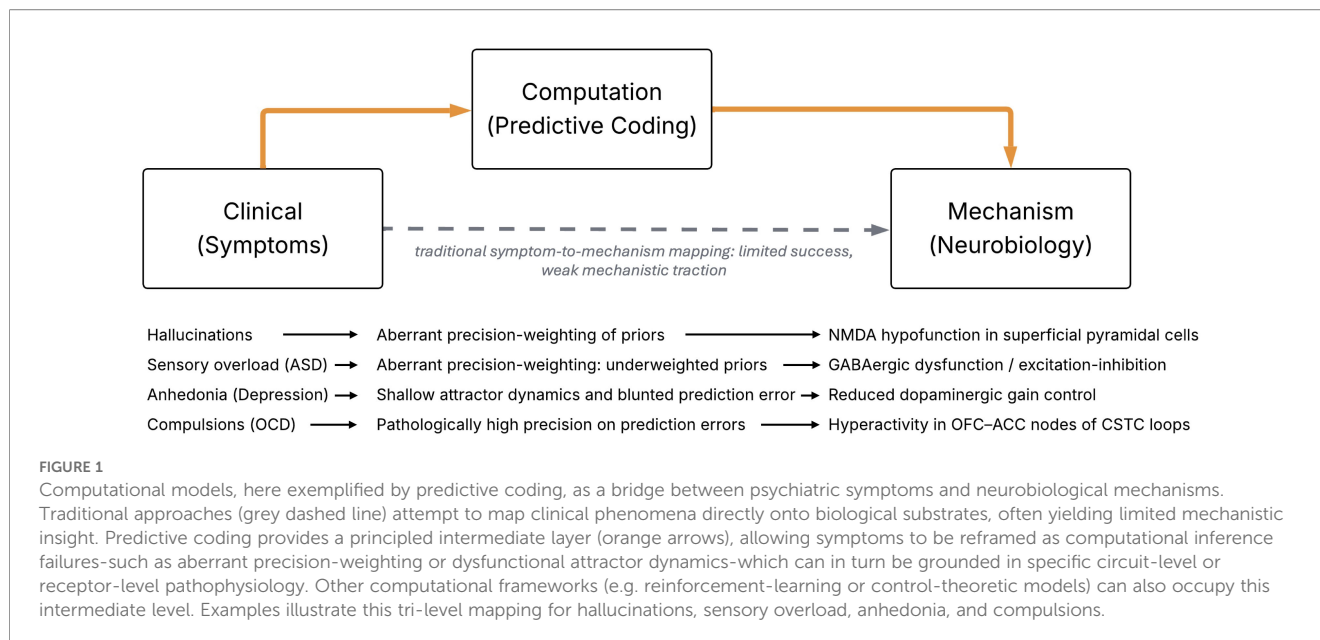 Computation
(Predictive Coding)
Clinical
(Symptoms)
Mechanism
(Neurobiology)
traditional symptom-to-mechanism mapping: limited success,
weak mechanistic traction
Hallucinations Aberrant precision-weighting of priors NMDA hypofunction in superficial pyramidal cells
Sensory overload (ASD) Aberrant precision-weighting: underweighted priors GABAergic dysfunction / excitation-inhibition
Anhedonia (Depression) Shallow attractor dynamics and blunted prediction error Reduced dopaminergic gain control
Compulsions (OCD) Pathologically high precision on prediction errors Hyperactivity in OFC–ACC nodes of CSTC loops
FIGURE 1
Computational models, here exemplified by predictive coding, as a bridge between psychiatric symptoms and neurobiological mechanisms.
Traditional approaches (grey dashed line) attempt to map clinical phenomena directly onto biological substrates, often yielding limited mechanistic
insight. Predictive coding provides a principled intermediate layer (orange arrows), allowing symptoms to be reframed as computational inference
failures-such as aberrant precision-weighting or dysfunctional attractor dynamics-which can in turn be grounded in specific circuit-level or
receptor-level pathophysiology. Other computational frameworks (e.g. reinforcement-learning or control-theoretic models) can also occupy this
intermediate level. Examples illustrate this tri-level mapping for hallucinations, sensory overload, anhedonia, and compulsions.